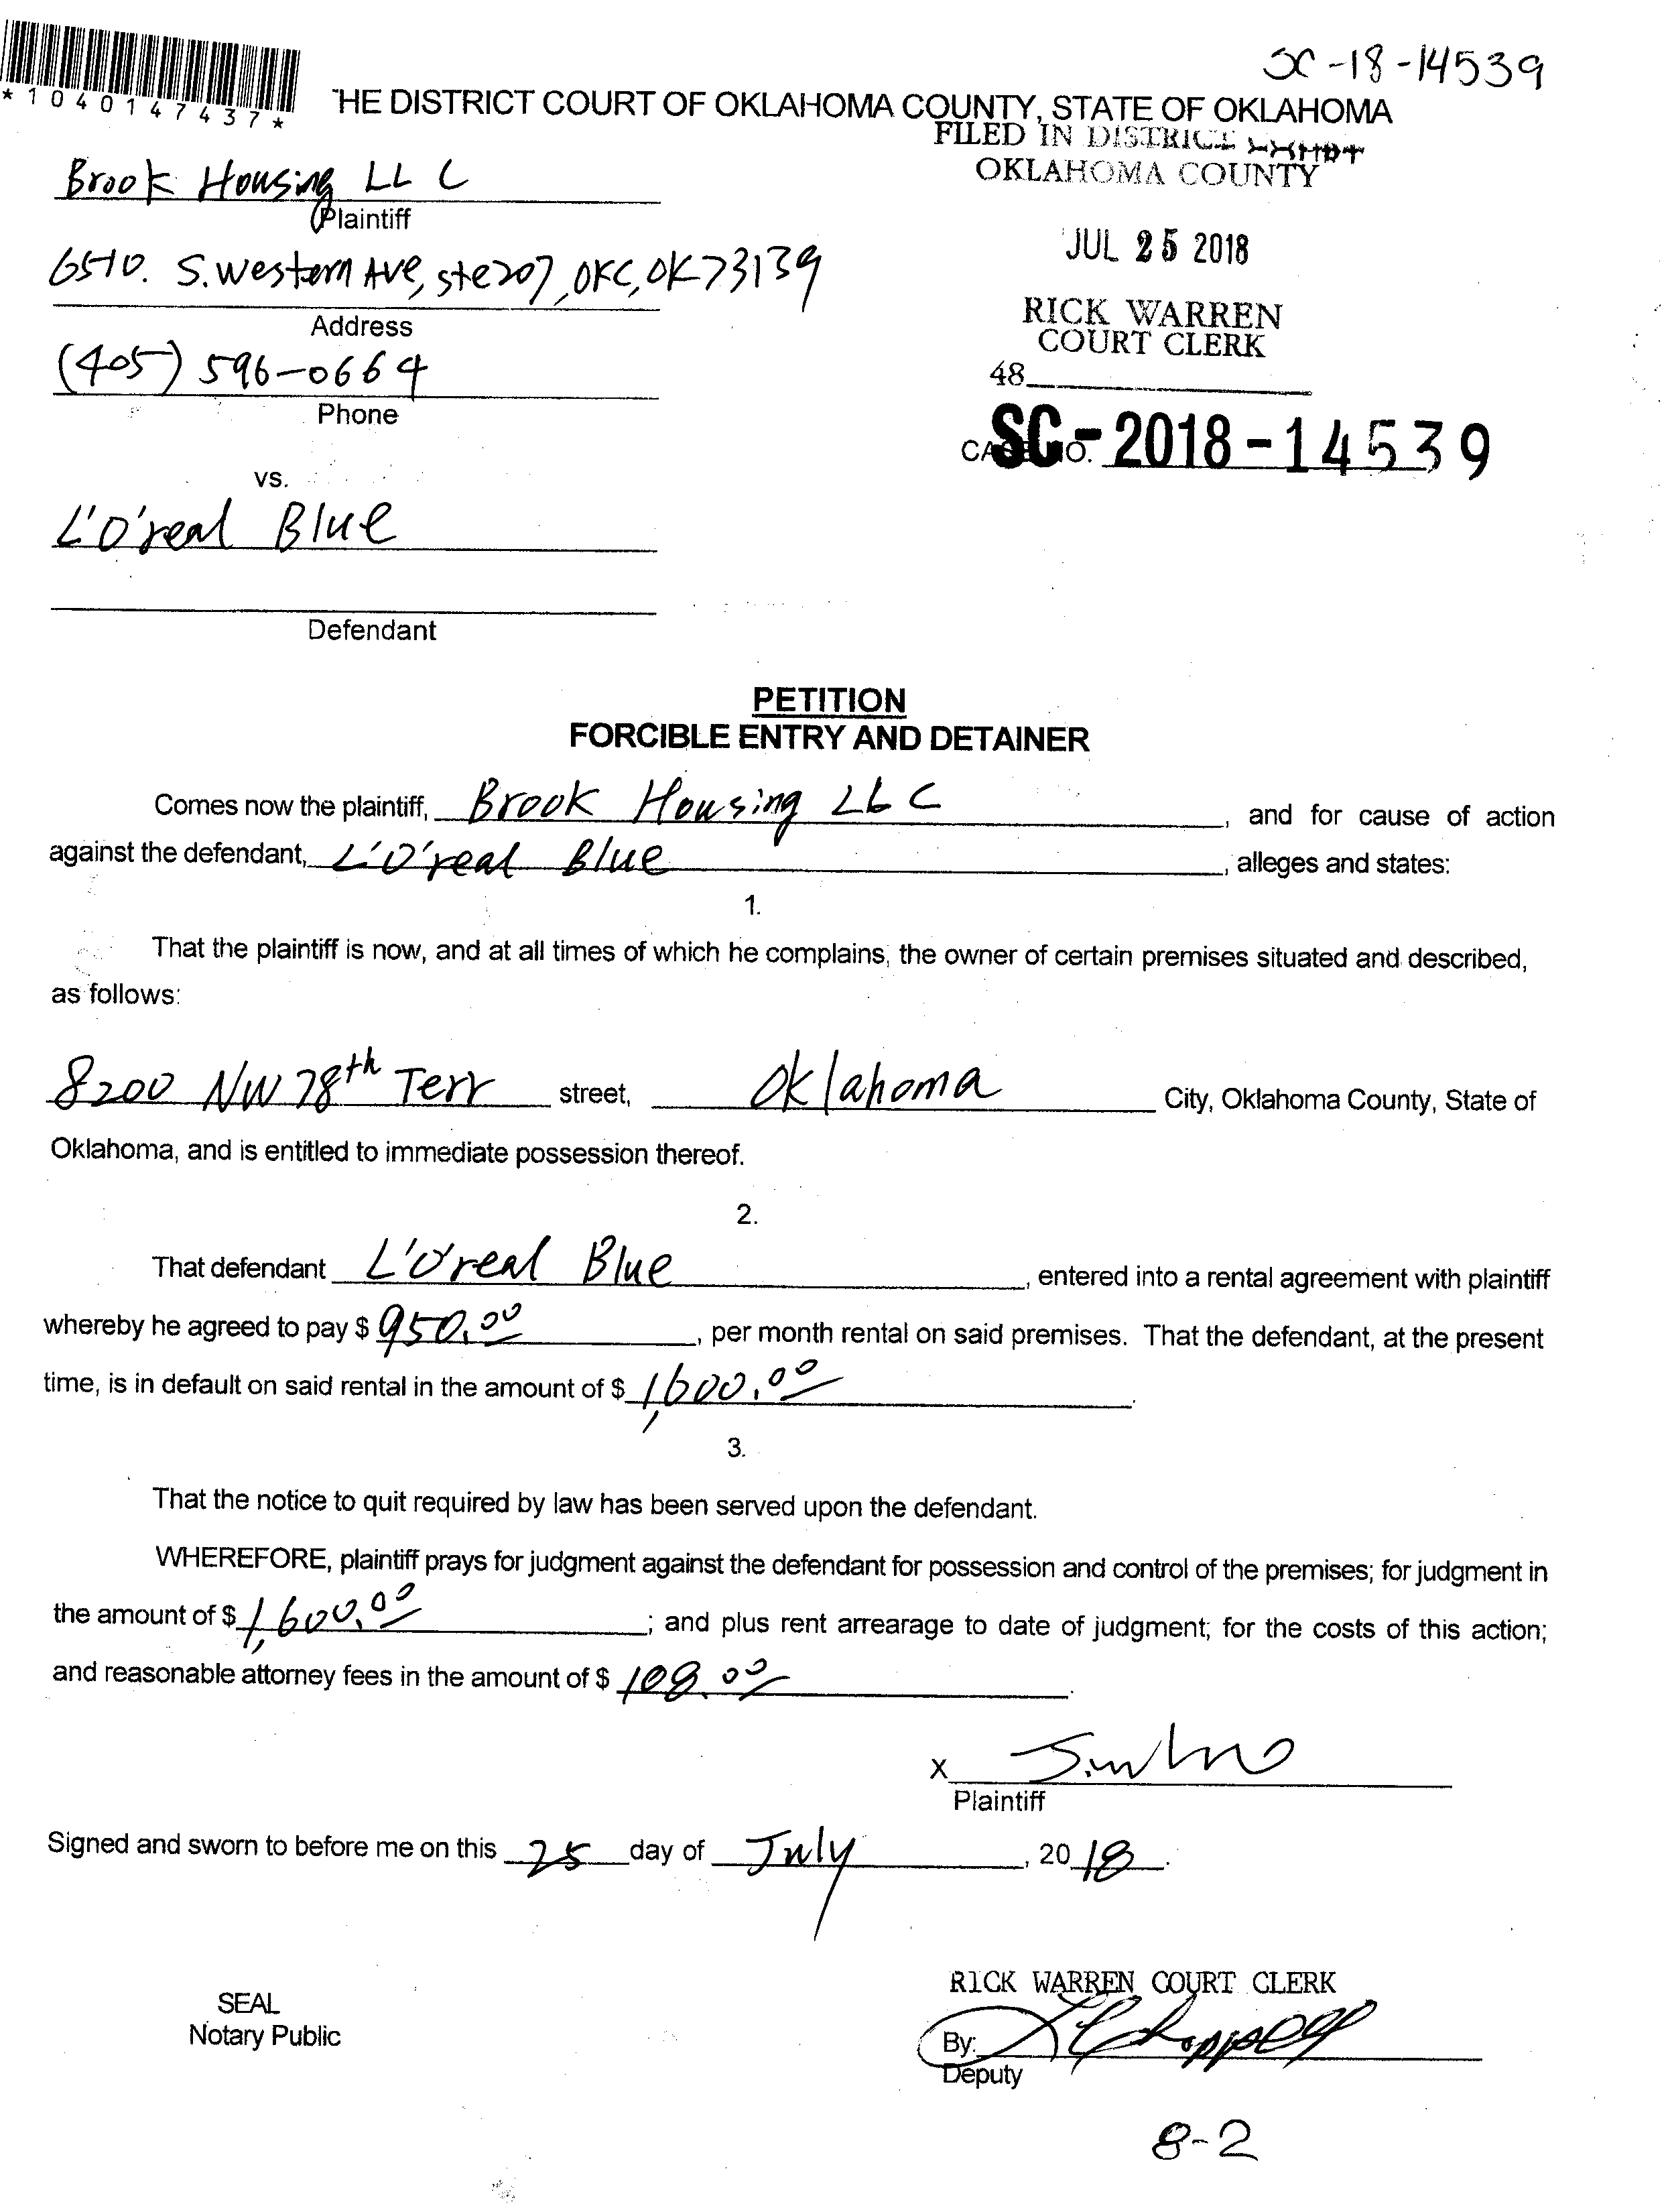 SC-18-14539
*1040147437*
THE DISTRICT COURT OF OKLAHOMA COUNTY, STATE OF OKLAHOMA
FILED IN DISTRICT
OKLAHOMA COUNTY
Brook Housing LLC
Plaintiff
JUL 25 2018
6510. S. Western Ave, ste 207, OKC, OK 73139
Address
RICK WARREN
COURT CLERK
(405) 596-0664
48
Phone
CASE NO. SC-2018-14539
vs.
L'O'real Blue
Defendant
PETITION
FORCIBLE ENTRY AND DETAINER
Comes now the plaintiff, Brook Housing LLC, and for cause of action
against the defendant, L'O'real Blue, alleges and states:
1.
That the plaintiff is now, and at all times of which he complains, the owner of certain premises situated and described,
as follows:
8200 NW 78th Terr street, Oklahoma City, Oklahoma County, State of
Oklahoma, and is entitled to immediate possession thereof.
2.
That defendant L'O'real Blue, entered into a rental agreement with plaintiff
whereby he agreed to pay $ 950.00, per month rental on said premises. That the defendant, at the present
time, is in default on said rental in the amount of $ 1,600.00.
3.
That the notice to quit required by law has been served upon the defendant.
WHEREFORE, plaintiff prays for judgment against the defendant for possession and control of the premises; for judgment in
the amount of $ 1,600.00; and plus rent arrearage to date of judgment; for the costs of this action;
and reasonable attorney fees in the amount of $ 108.00.
X
Plaintiff
Signed and sworn to before me on this 25 day of July, 2018.
RICK WARREN COURT CLERK
SEAL
Notary Public
By:
Deputy
8-2